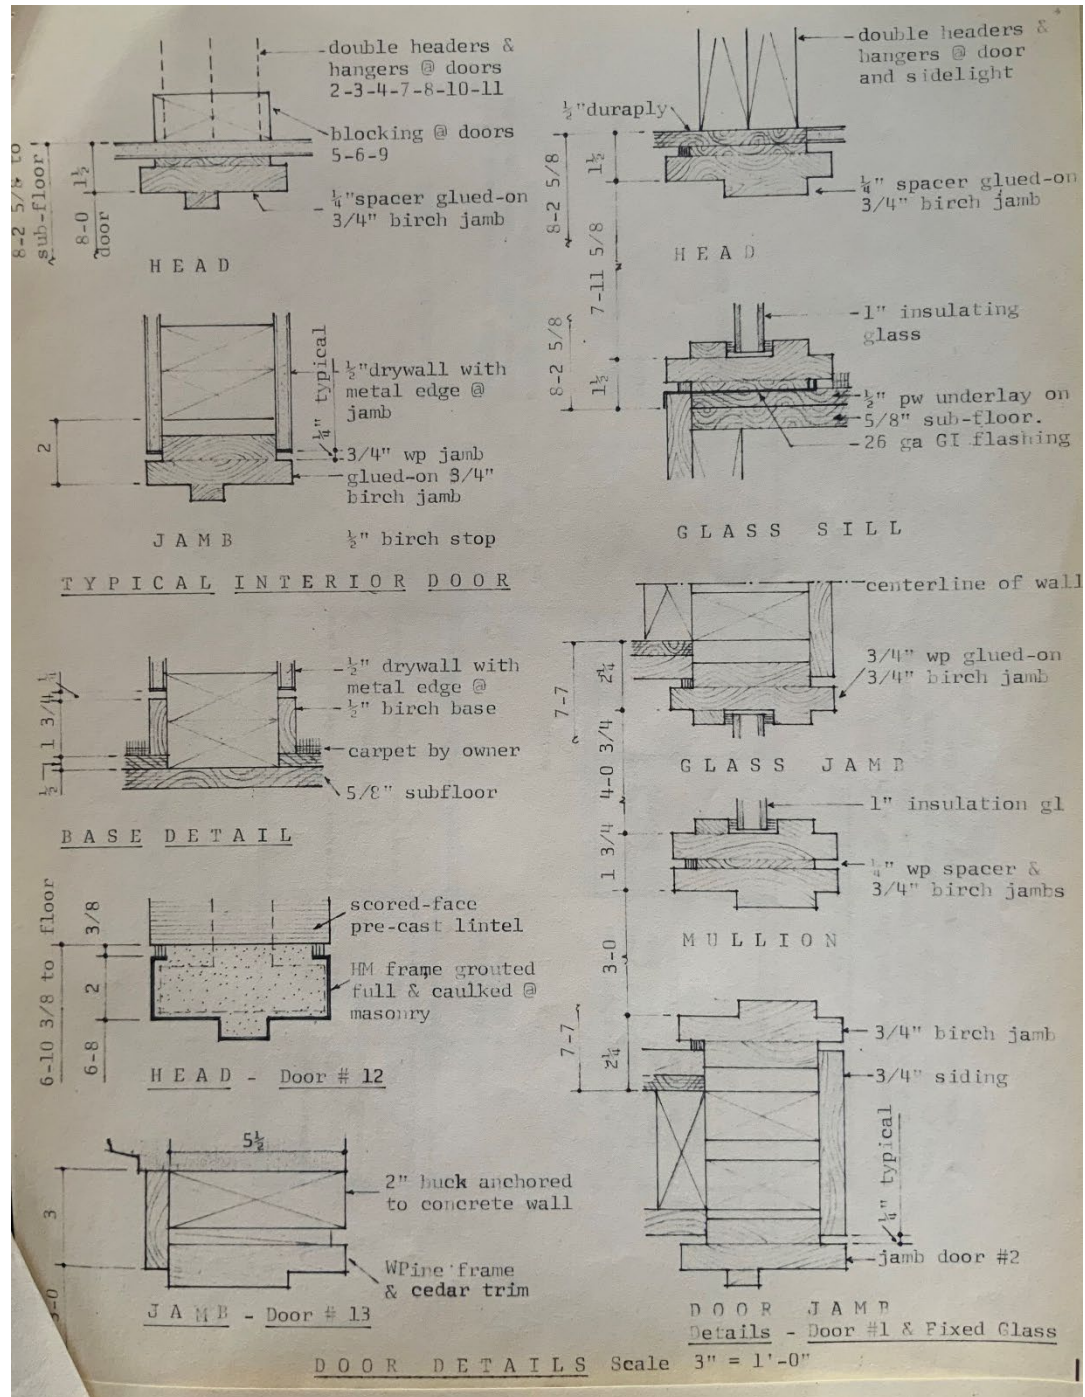 double headers &
hangers @ doors
2-3-4-7-8-10-11
blocking @ doors
5-6-9
¼"spacer glued-on
3/4" birch jamb
8-2 5/8 to
sub-floor
1½
8-0
door
HEAD
½"drywall with
metal edge @
jamb
¼" typical
3/4" wp jamb
glued-on 3/4"
birch jamb
½" birch stop
2
JAMB
TYPICAL INTERIOR DOOR
½" drywall with
metal edge @
½" birch base
carpet by owner
5/8" subfloor
¼
1 3/4
½
BASE DETAIL
scored-face
pre-cast lintel
HM frame grouted
full & caulked @
masonry
6-10 3/8 to floor
3/8
2
6-8
HEAD - Door # 12
5½
2" buck anchored
to concrete wall
WPine frame
& cedar trim
3
JAMB - Door # 13
double headers &
hangers @ door
and sidelight
½"duraply
¼" spacer glued-on
3/4" birch jamb
8-2 5/8
1½
HEAD
7-11 5/8
1" insulating
glass
½" pw underlay on
5/8" sub-floor.
26 ga GI flashing
8-2 5/8
1½
GLASS SILL
centerline of wall
3/4" wp glued-on
3/4" birch jamb
7-7
2¼
4-0 3/4
GLASS JAMB
1" insulation gl
¼" wp spacer &
3/4" birch jambs
1 3/4
MULLION
3-0
3/4" birch jamb
3/4" siding
7-7
2¼
¼" typical
jamb door #2
DOOR JAMB
Details - Door #1 & Fixed Glass
DOOR DETAILS Scale 3" = 1'-0"